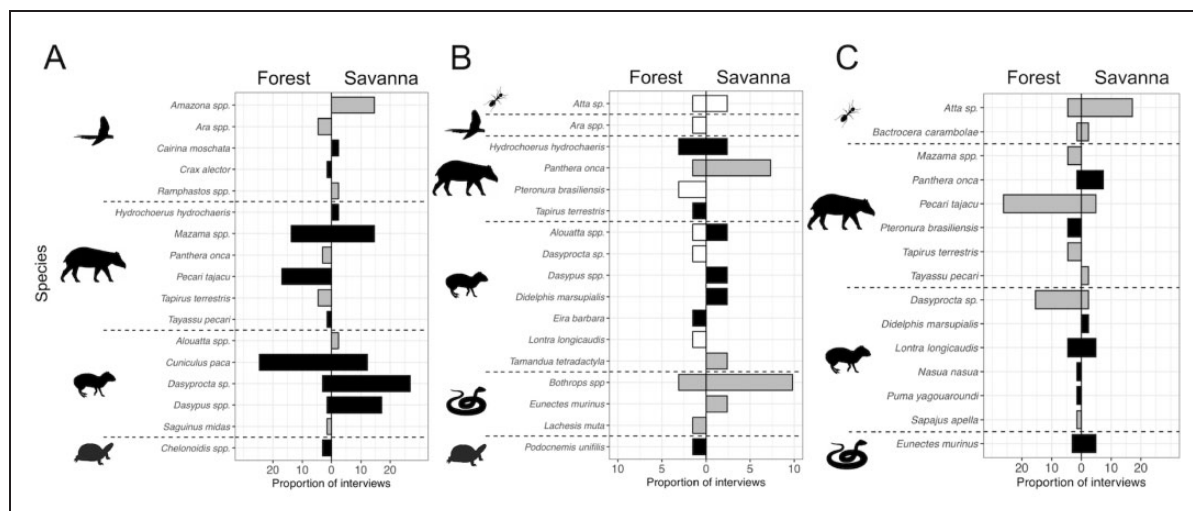 A
Forest Savanna
Species
Amazona spp.
Ara spp.
Cairina moschata
Crax alector
Ramphastos spp.
Hydrochoerus hydrochaeris
Mazama spp.
Panthera onca
Pecari tajacu
Tapirus terrestris
Tayassu pecari
Alouatta spp.
Cuniculus paca
Dasyprocta sp.
Dasypus spp.
Saguinus midas
Chelonoidis spp.
20 10 0 10 20
Proportion of interviews
B
Forest Savanna
Atta sp.
Ara spp.
Hydrochoerus hydrochaeris
Panthera onca
Pteronura brasiliensis
Tapirus terrestris
Alouatta spp.
Dasyprocta sp.
Dasypus spp.
Didelphis marsupialis
Eira barbara
Lontra longicaudis
Tamandua tetradactyla
Bothrops spp
Eunectes murinus
Lachesis muta
Podocnemis unifilis
10 5 0 5 10
Proportion of interviews
C
Forest Savanna
Atta sp.
Bactrocera carambolae
Mazama spp.
Panthera onca
Pecari tajacu
Pteronura brasiliensis
Tapirus terrestris
Tayassu pecari
Dasyprocta sp.
Didelphis marsupialis
Lontra longicaudis
Nasua nasua
Puma yagouaroundi
Sapajus apella
Eunectes murinus
20 10 0 10 20
Proportion of interviews